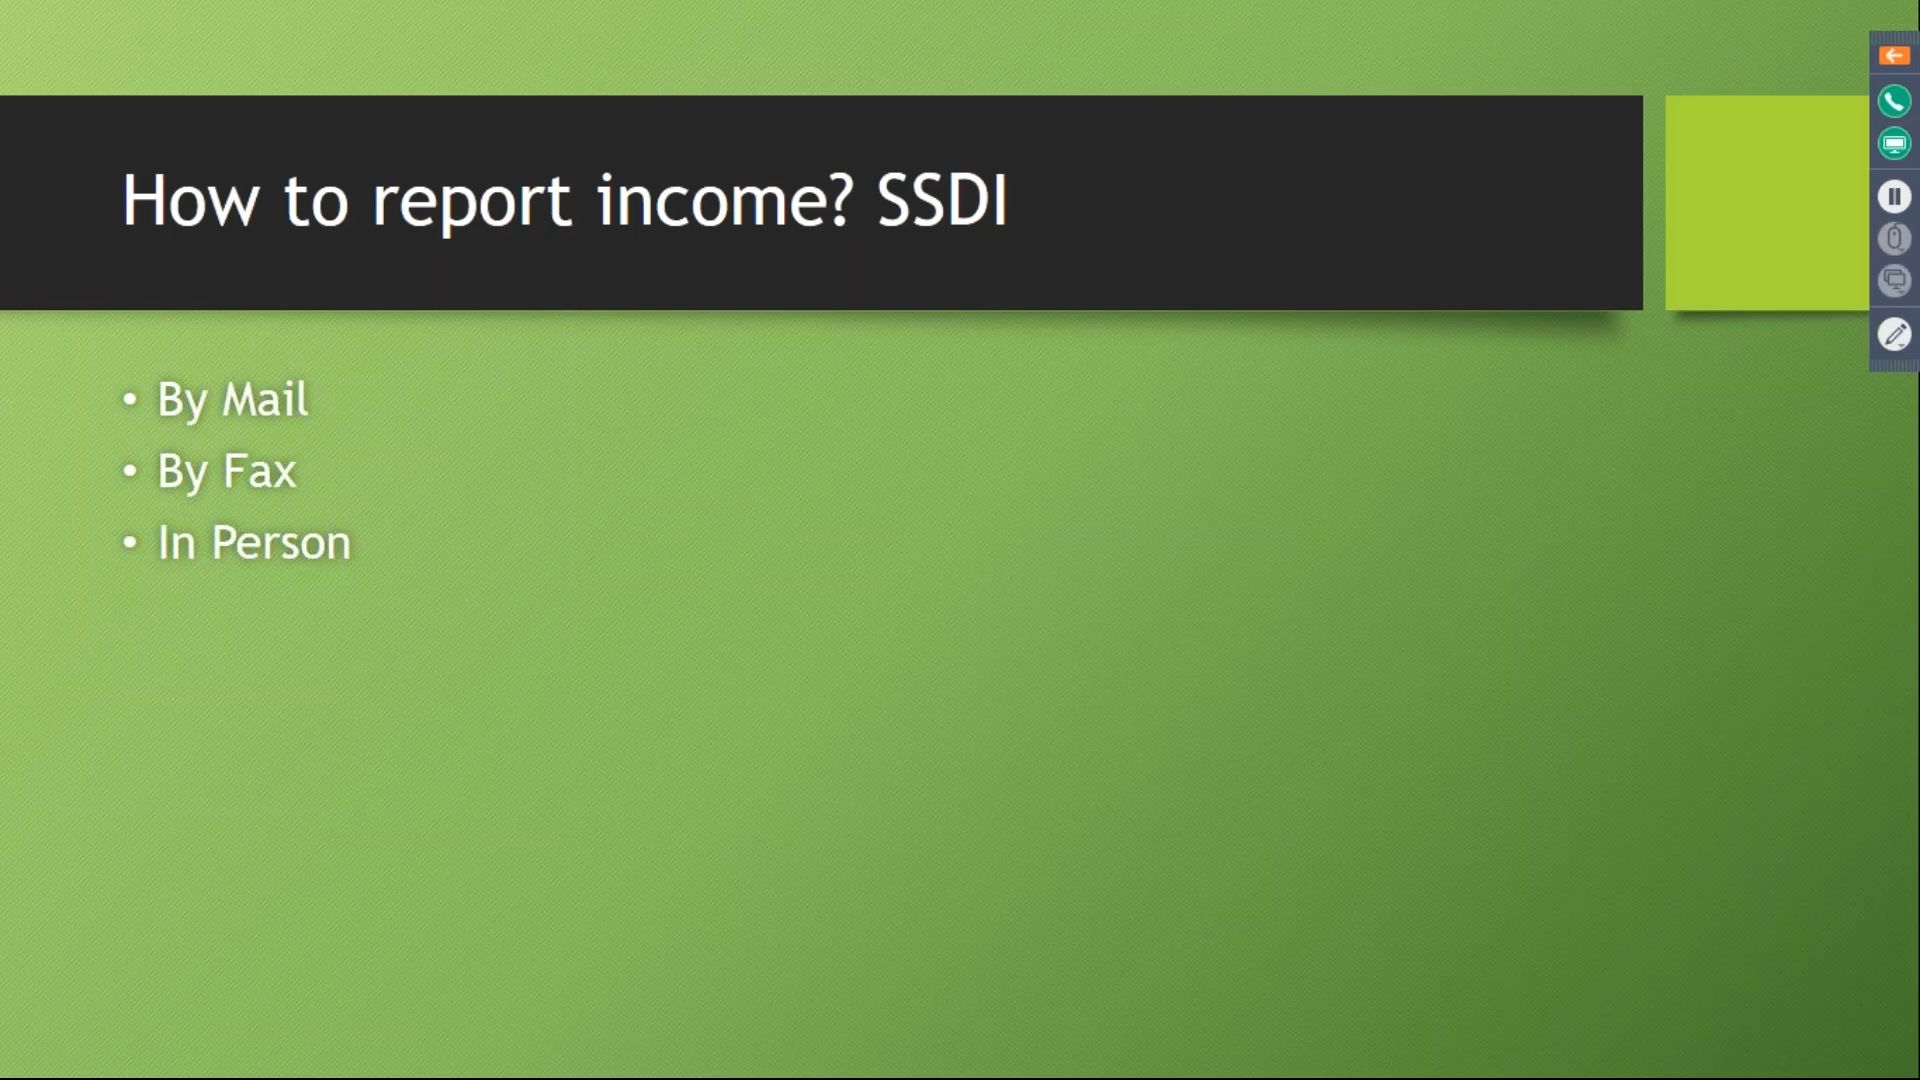 How to report income? SSDI
• By Mail
• By Fax
• In Person